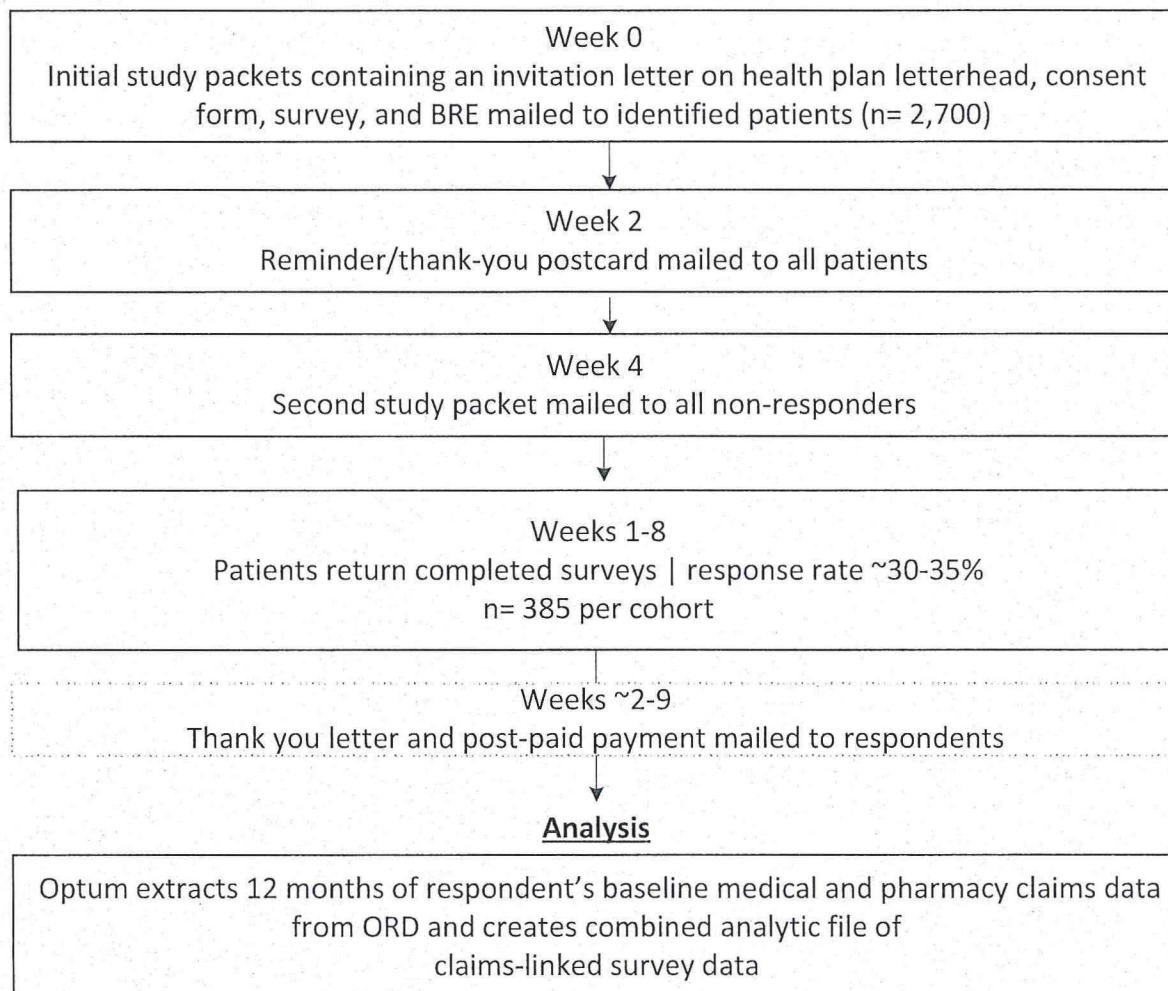 Week 0
Initial study packets containing an invitation letter on health plan letterhead, consent
form, survey, and BRE mailed to identified patients (n= 2,700)
Week 2
Reminder/thank-you postcard mailed to all patients
Week 4
Second study packet mailed to all non-responders
Weeks 1-8
Patients return completed surveys | response rate ~30-35%
n= 385 per cohort
Weeks ~2-9
Thank you letter and post-paid payment mailed to respondents
Analysis
Optum extracts 12 months of respondent's baseline medical and pharmacy claims data
from ORD and creates combined analytic file of
claims-linked survey data